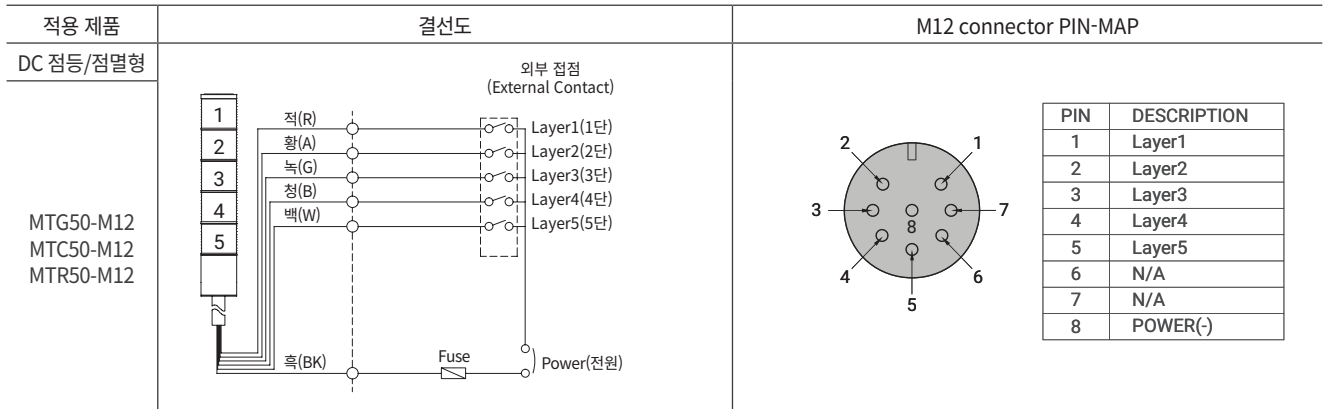 적용 제품
결선도
M12 connector PIN-MAP
DC 점등/점멸형
MTG50-M12
MTC50-M12
MTR50-M12
외부 접점
(External Contact)
1
2
3
4
5
적(R)
황(A)
녹(G)
청(B)
백(W)
흑(BK)
Layer1(1단)
Layer2(2단)
Layer3(3단)
Layer4(4단)
Layer5(5단)
Fuse
Power(전원)
2
1
3
8
7
4
6
5
PIN DESCRIPTION
1 Layer1
2 Layer2
3 Layer3
4 Layer4
5 Layer5
6 N/A
7 N/A
8 POWER(-)